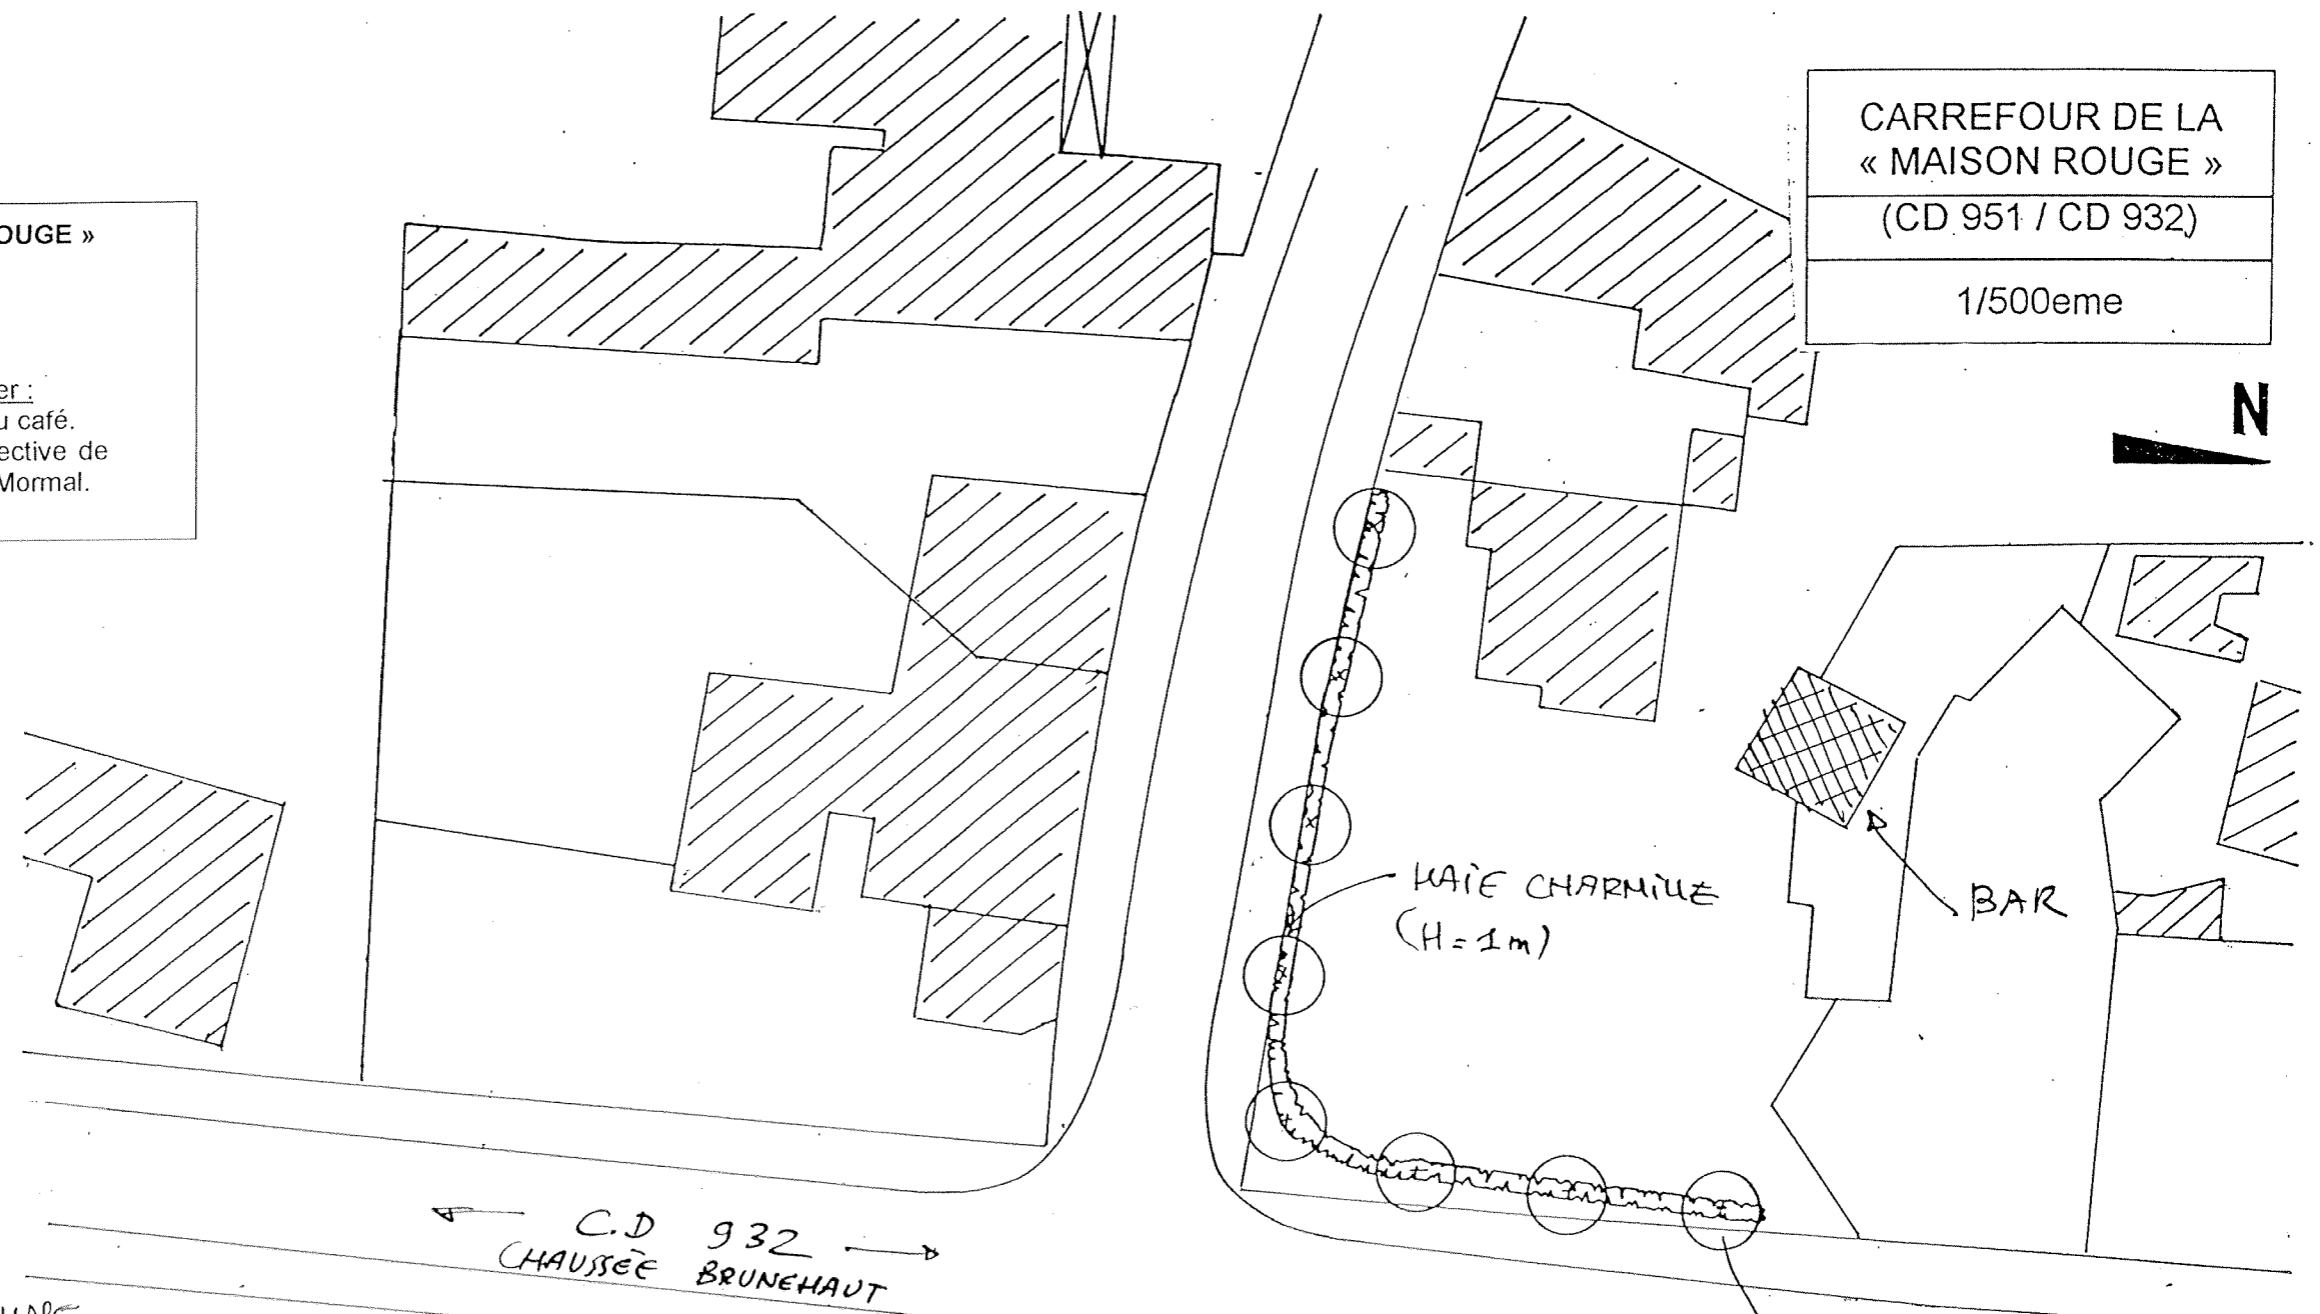 CARREFOUR DE LA
« MAISON ROUGE »
(CD 951 / CD 932)
1/500eme
N
OUGE »
er :
u café.
ective de
Mormal.
HAIE CHARMILLE
(H = 1m)
BAR
C.D 932
CHAUSSÉE BRUNEHAUT